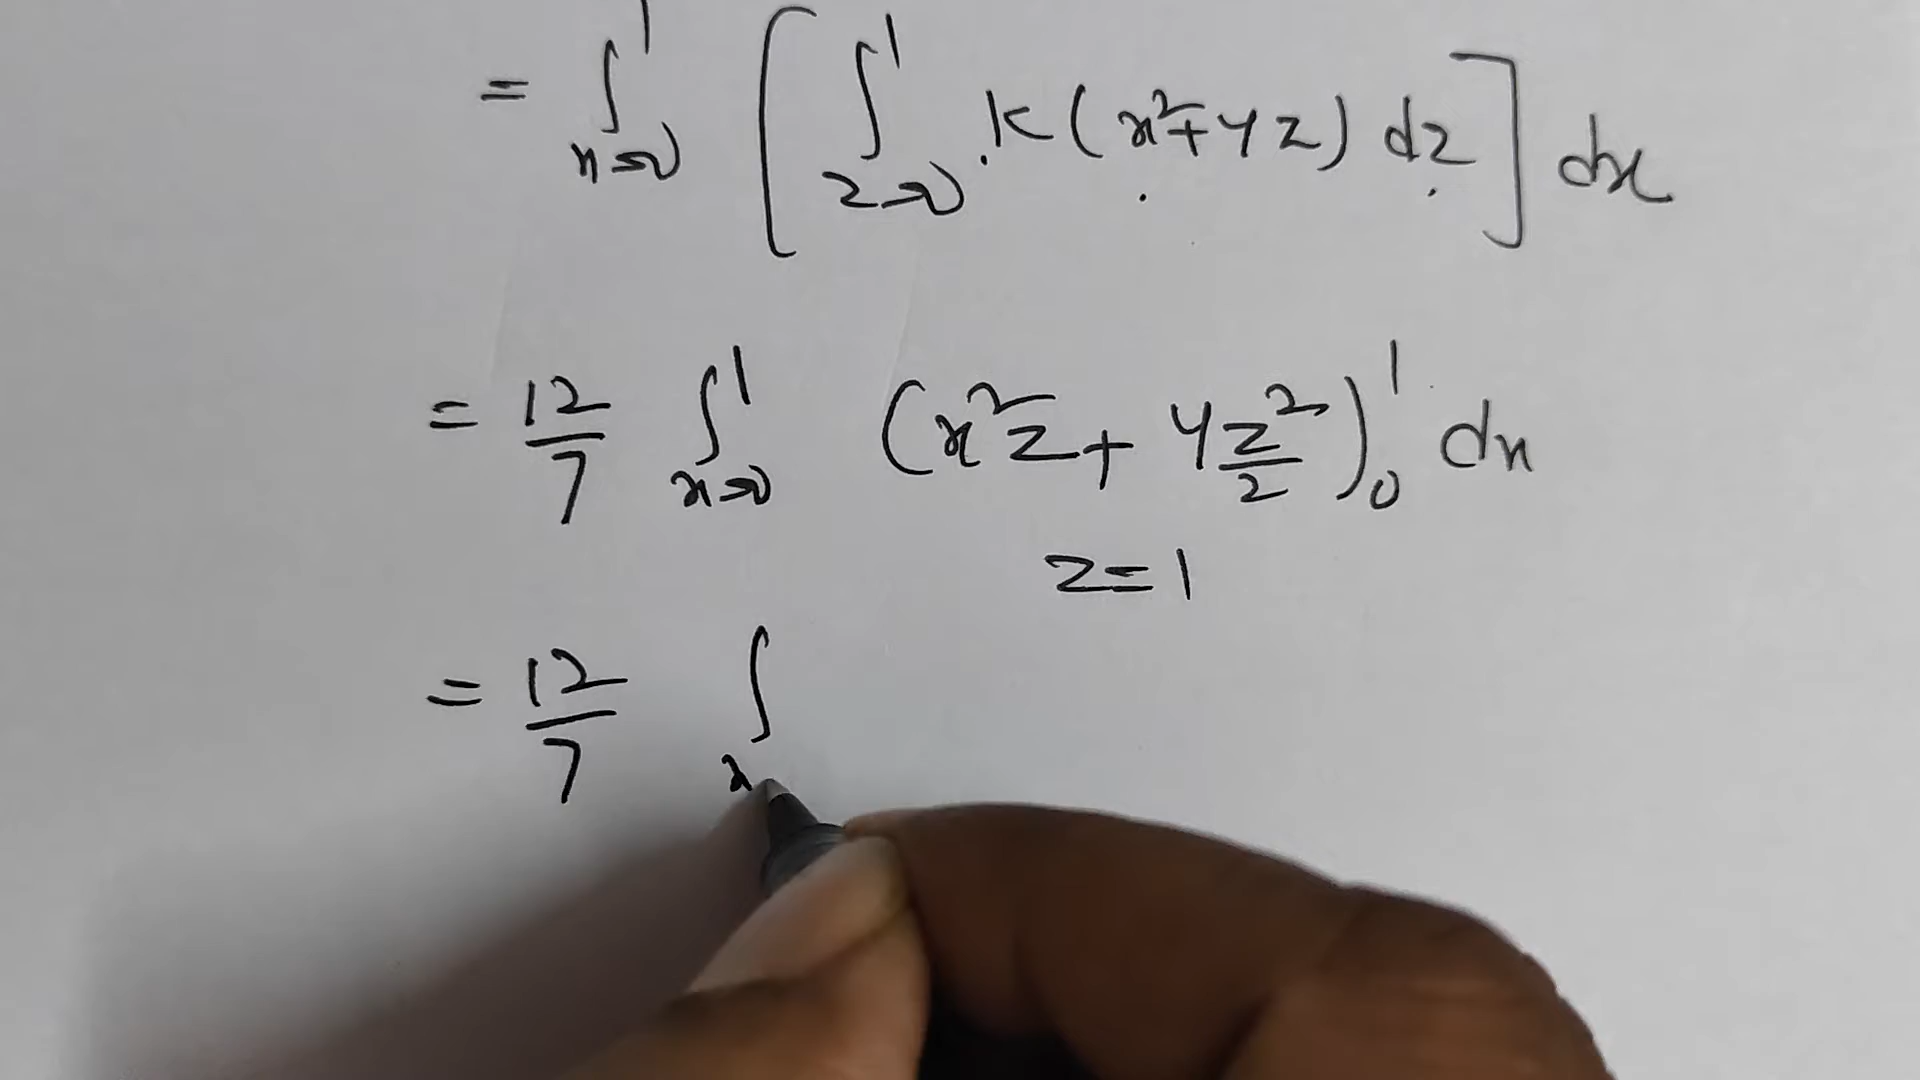 = ∫_{x=0}^{1} [ ∫_{z=0}^{1} K(x²+yz) dz ] dx
= 12/7 ∫_{x=0}^{1} (x²z + y z²/2)_0^1 dx
z=1
= 12/7 ∫_x